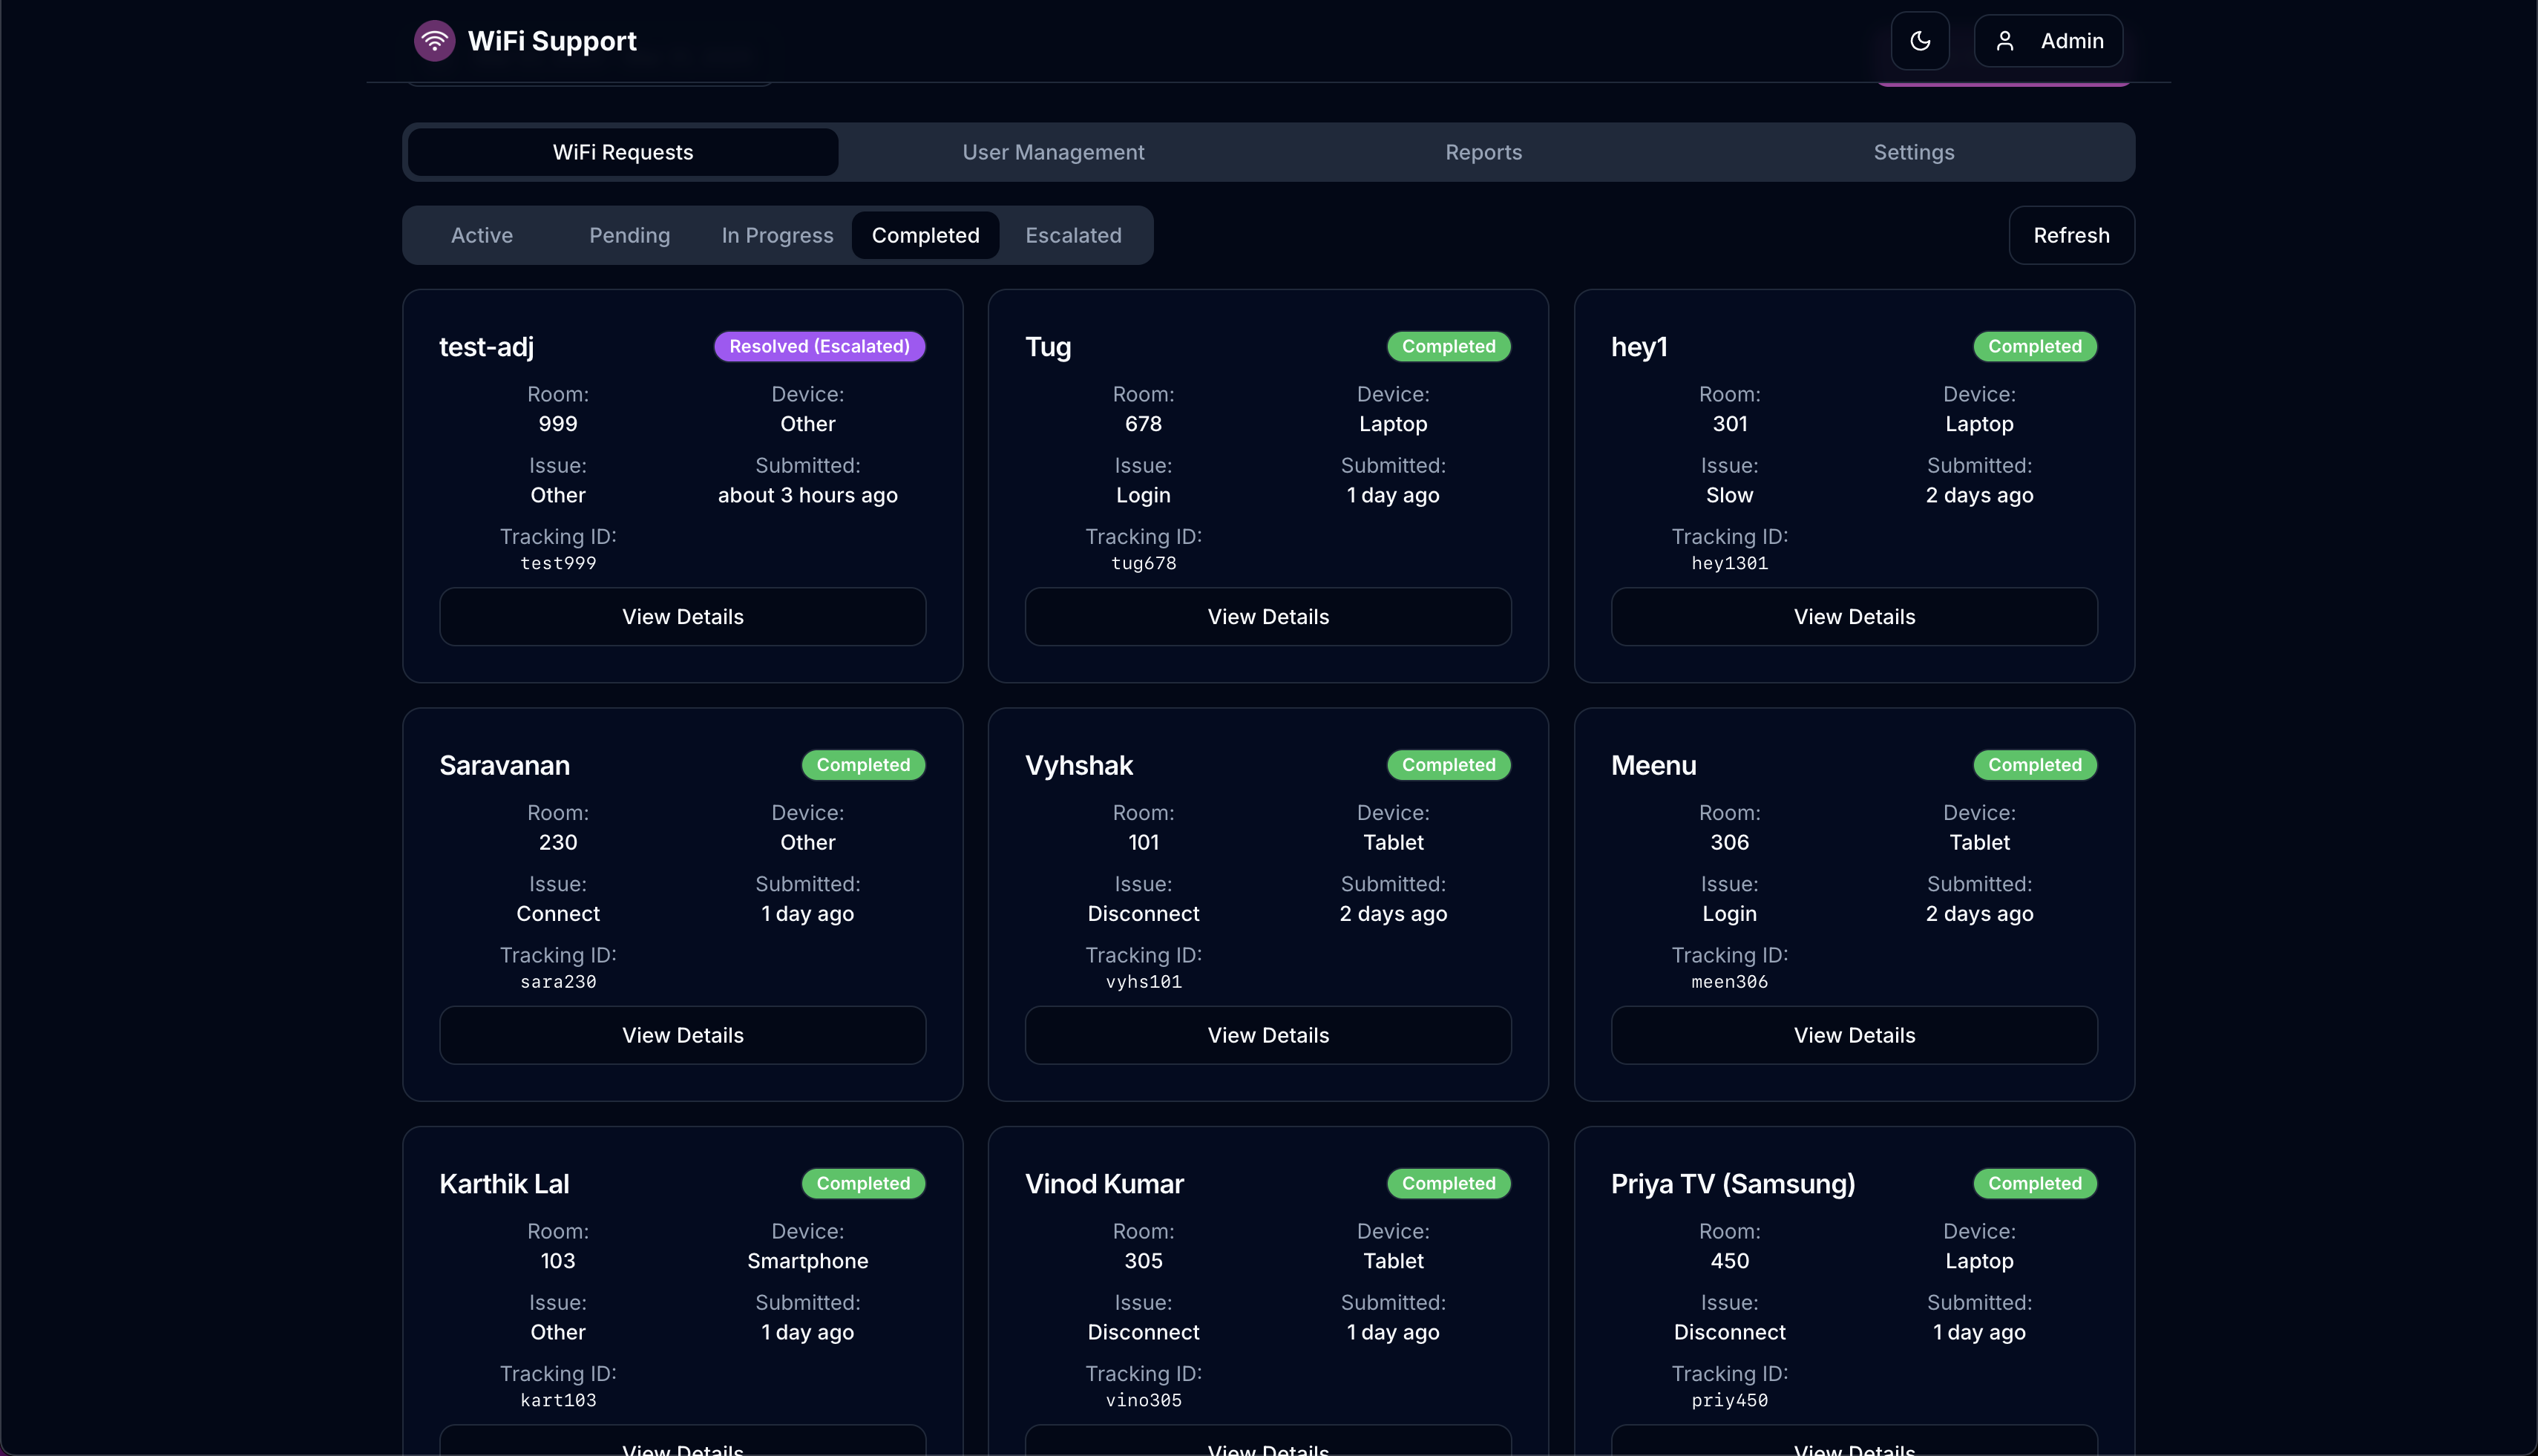 WiFi Support
Admin
WiFi Requests User Management Reports Settings
Active Pending In Progress Completed Escalated
Refresh
test-adj Resolved (Escalated)
Room: Device:
999 Other
Issue: Submitted:
Other about 3 hours ago
Tracking ID:
test999
View Details
Tug Completed
Room: Device:
678 Laptop
Issue: Submitted:
Login 1 day ago
Tracking ID:
tug678
View Details
hey1 Completed
Room: Device:
301 Laptop
Issue: Submitted:
Slow 2 days ago
Tracking ID:
hey1301
View Details
Saravanan Completed
Room: Device:
230 Other
Issue: Submitted:
Connect 1 day ago
Tracking ID:
sara230
View Details
Vyhshak Completed
Room: Device:
101 Tablet
Issue: Submitted:
Disconnect 2 days ago
Tracking ID:
vyhs101
View Details
Meenu Completed
Room: Device:
306 Tablet
Issue: Submitted:
Login 2 days ago
Tracking ID:
meen306
View Details
Karthik Lal Completed
Room: Device:
103 Smartphone
Issue: Submitted:
Other 1 day ago
Tracking ID:
kart103
View Details
Vinod Kumar Completed
Room: Device:
305 Tablet
Issue: Submitted:
Disconnect 1 day ago
Tracking ID:
vino305
View Details
Priya TV (Samsung) Completed
Room: Device:
450 Laptop
Issue: Submitted:
Disconnect 1 day ago
Tracking ID:
priy450
View Details